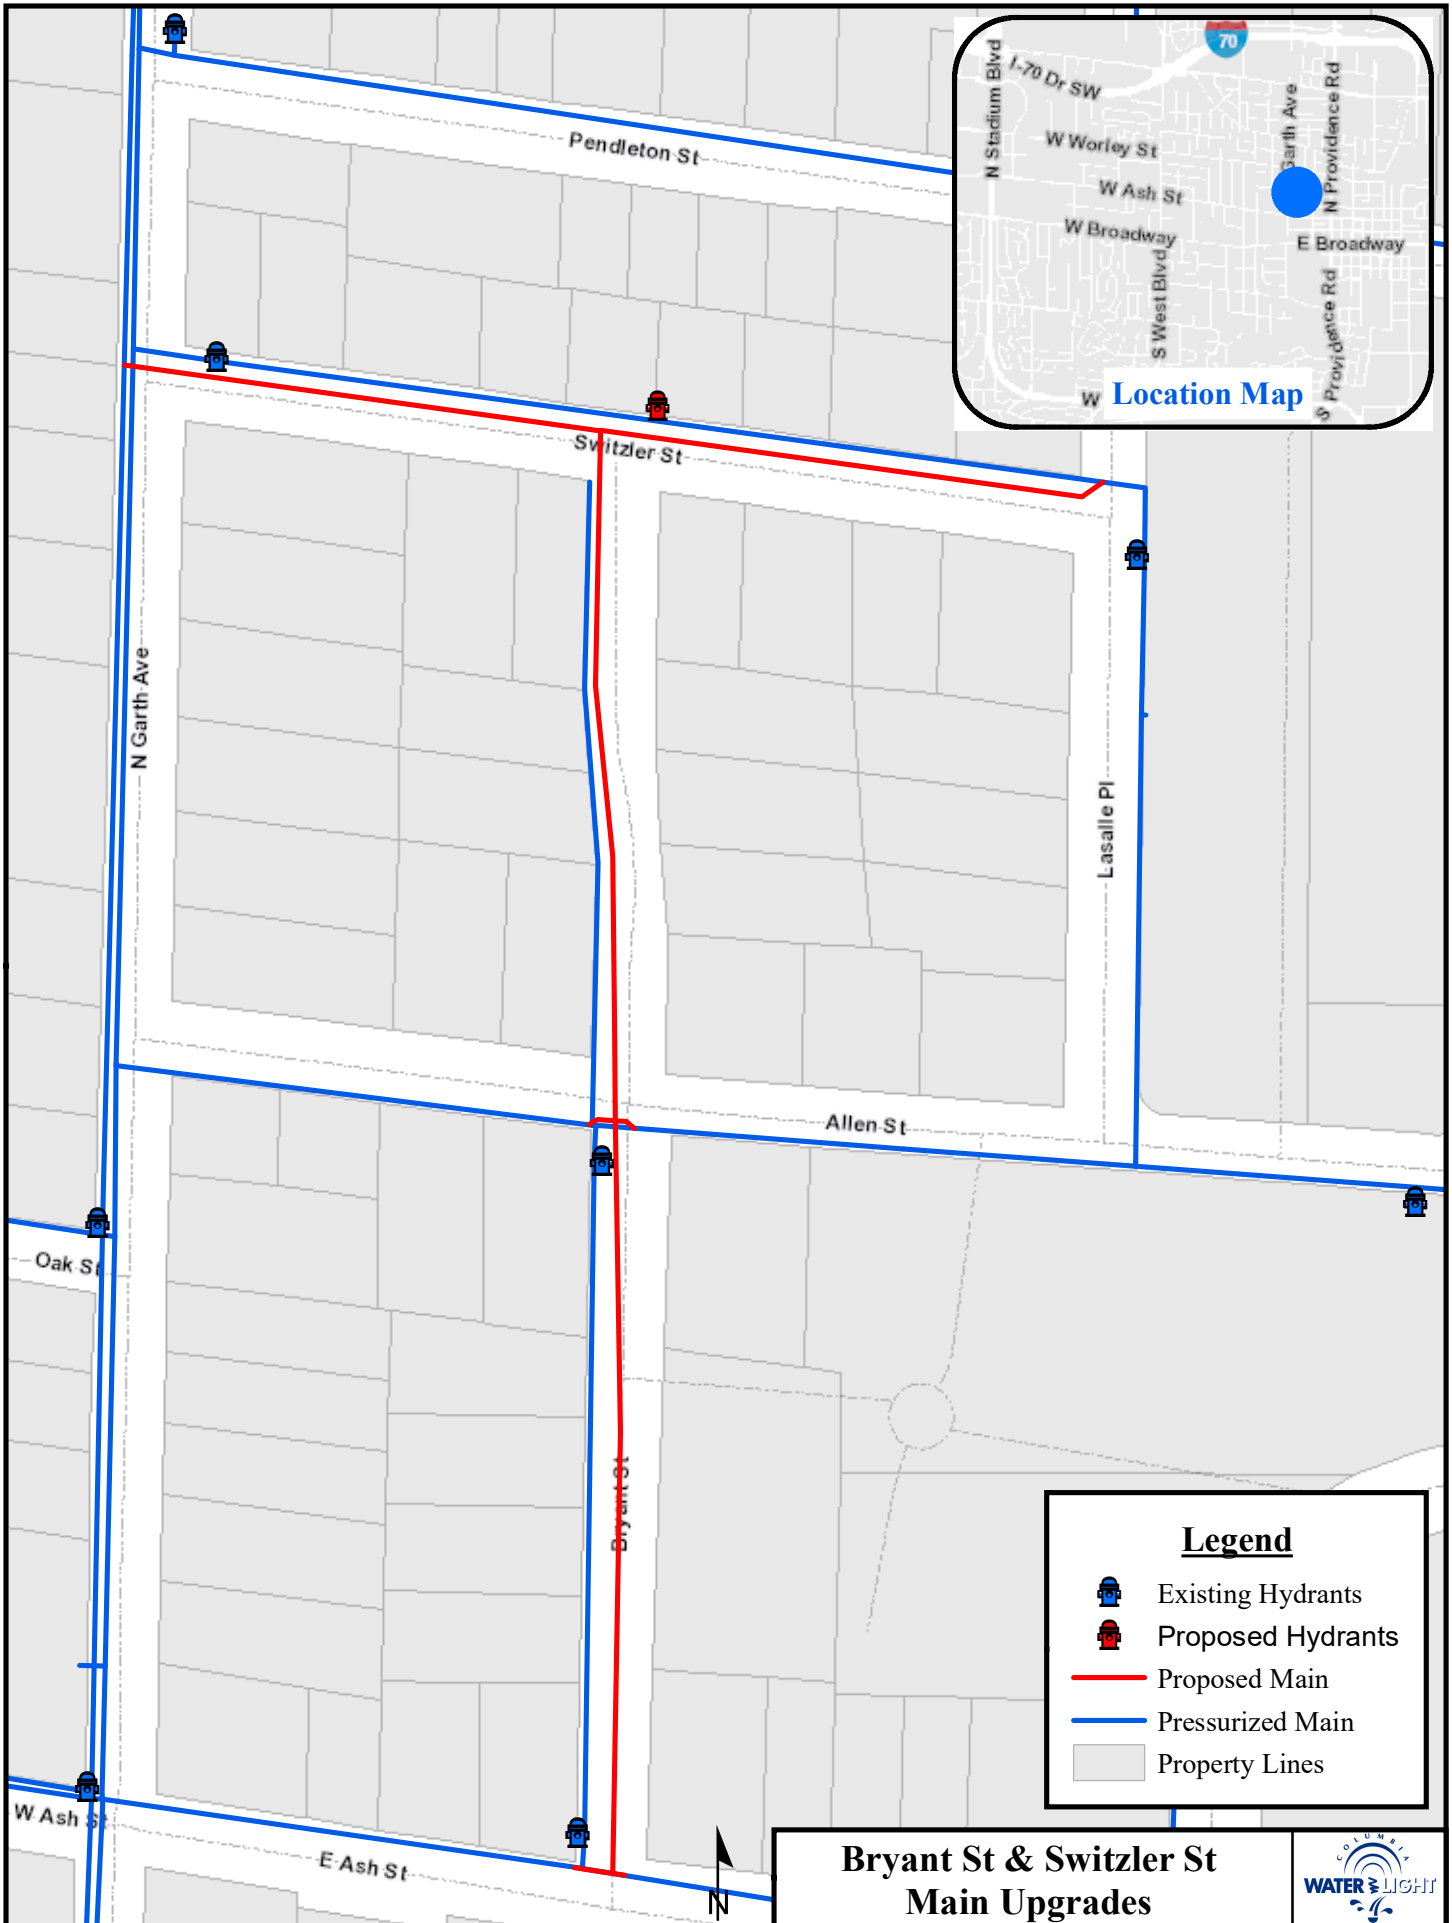 Pendleton St
Switzler St
N Garth Ave
Lasalle Pl
Allen St
Oak St
Bryant St
W Ash St
E Ash St
N
70
I-70 Dr SW
N Stadium Blvd
Garth Ave
N Providence Rd
W Worley St
W Ash St
W Broadway
E Broadway
S West Blvd
S Providence Rd
W
Location Map
Legend
Existing Hydrants
Proposed Hydrants
Proposed Main
Pressurized Main
Property Lines
Bryant St & Switzler St
Main Upgrades
COLUMBIA
WATER LIGHT